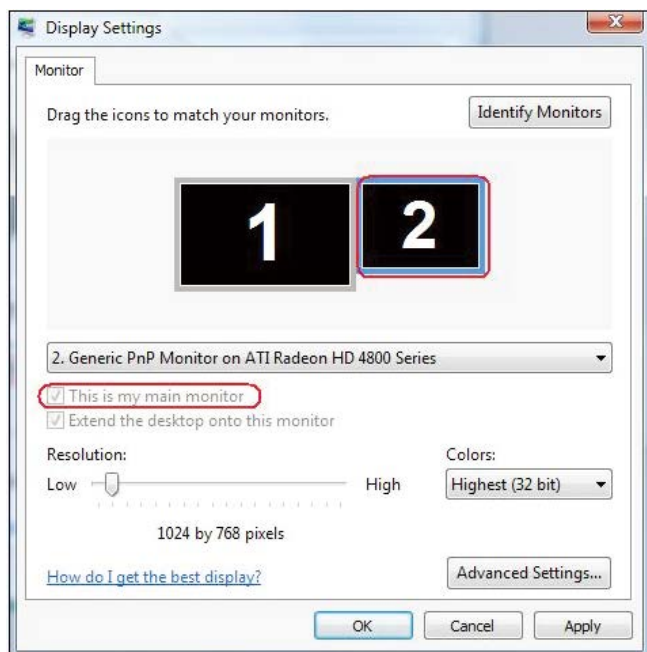 Display Settings
Monitor
Drag the icons to match your monitors.
Identify Monitors
1
2
2. Generic PnP Monitor on ATI Radeon HD 4800 Series
This is my main monitor
Extend the desktop onto this monitor
Resolution:
Colors:
Low
High
Highest (32 bit)
1024 by 768 pixels
How do I get the best display?
Advanced Settings...
OK
Cancel
Apply